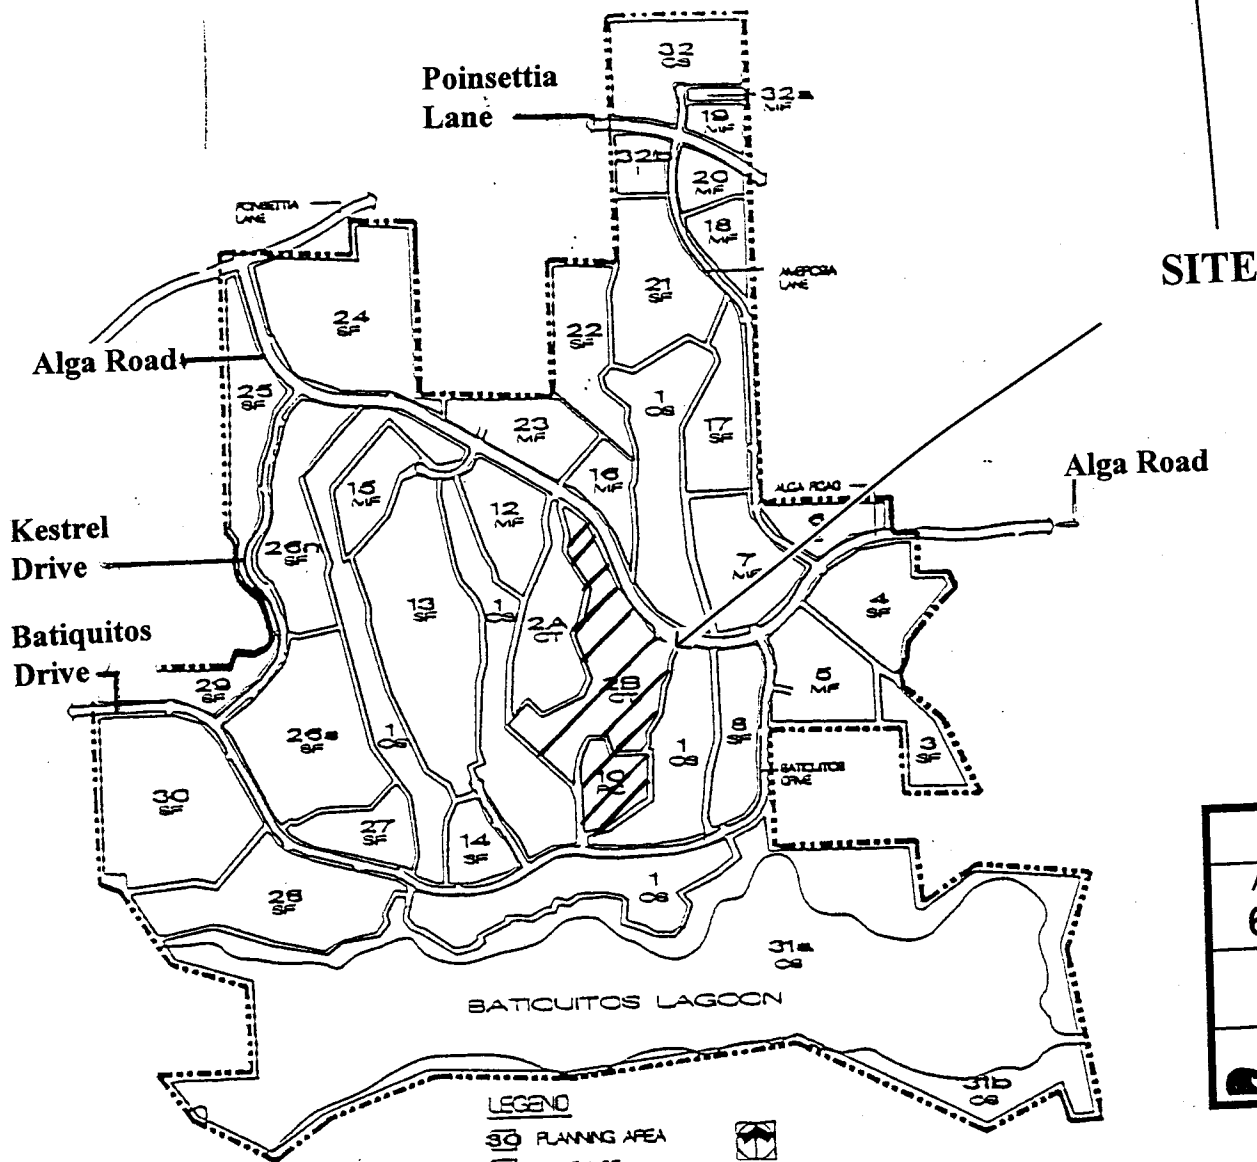 32
OS
Poinsettia
Lane
32a
MF
19
MF
32b
I
20
MF
18
MF
POINSETTIA
LANE
SITE
AMBROSIA
LANE
21
SF
24
SF
22
SF
Alga Road
25
SF
1
OS
23
MF
17
SF
16
MF
Alga Road
15
MF
ALGA ROAD
12
MF
6
Kestrel
Drive
26n
SF
7
MF
13
SF
1
OS
4
SF
2A
CT
Batiquitos
Drive
29
SF
5
MF
2B
CT
26a
SF
1
OS
1
OS
8
SF
3
SF
BATIQUITOS
DRIVE
10
RC
30
SF
27
SF
14
SF
28
SF
1
OS
31a
OS
BATIQUITOS LAGOON
31b
OS
LEGEND
30 PLANNING AREA